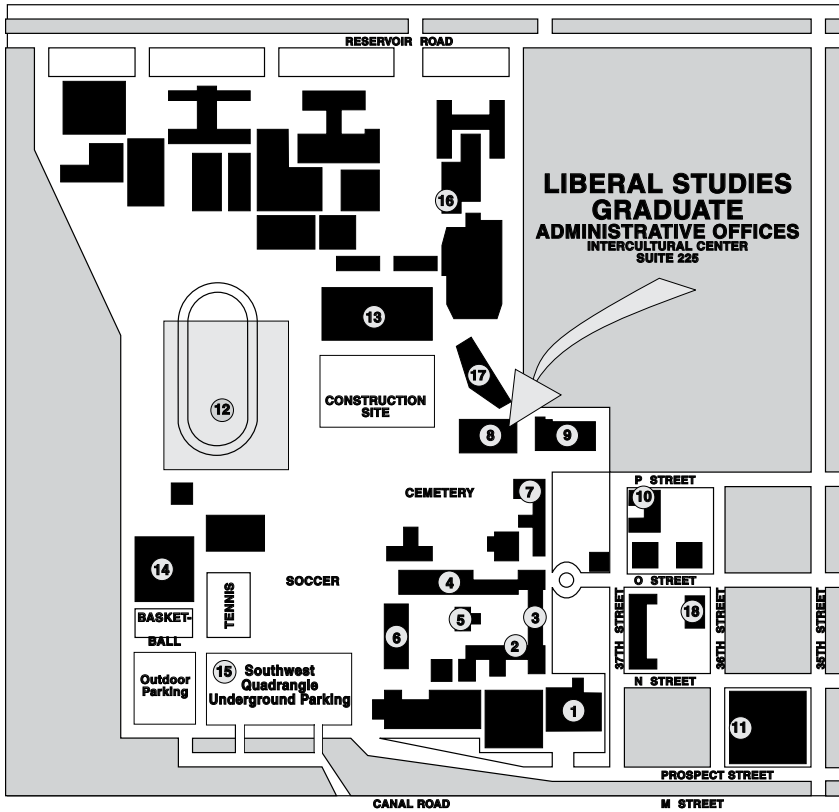 RESERVOIR ROAD
LIBERAL STUDIES
GRADUATE
ADMINISTRATIVE OFFICES
INTERCULTURAL CENTER
SUITE 225
16
13
17
CONSTRUCTION
SITE
12
8
9
CEMETERY
7
P STREET
10
14
SOCCER
4
O STREET
BASKET-
BALL
TENNIS
6
5
3
2
37TH STREET
18
36TH STREET
35TH STREET
Outdoor
Parking
15
Southwest
Quadrangle
Underground Parking
N STREET
1
11
PROSPECT STREET
CANAL ROAD
M STREET